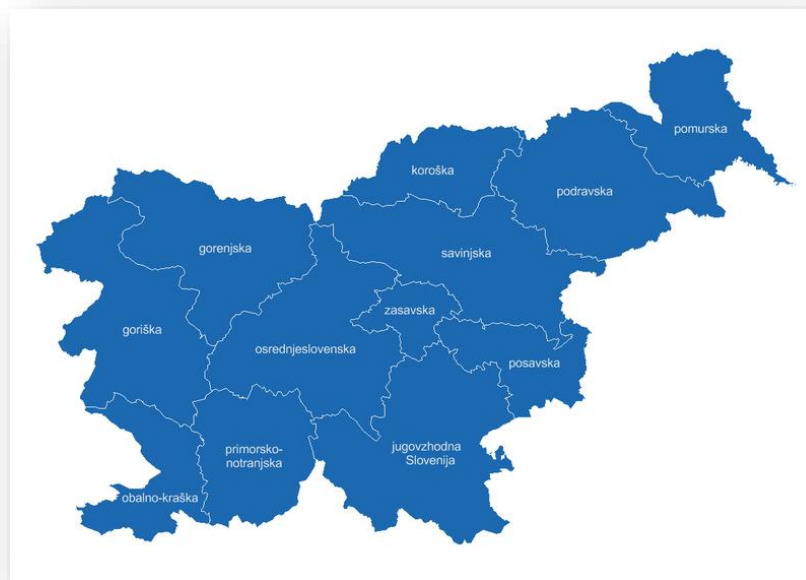 pomurska
koroška
podravska
gorenjska
savinjska
zasavska
goriška
osrednjeslovenska
posavska
primorsko-
notranjska
jugovzhodna
Slovenija
obalno-kraška